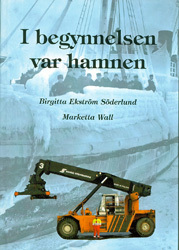 I begynnelsen
var hamnen
Birgitta Ekström Söderlund
Marketta Wall